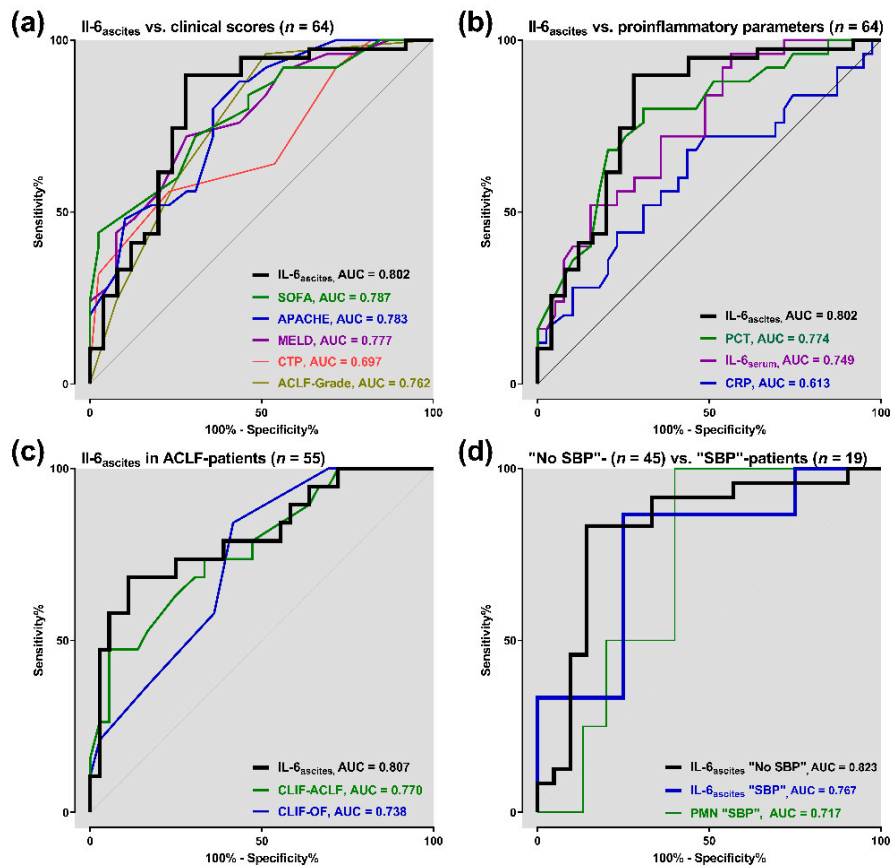 (a) Il-6ascites vs. clinical scores (n = 64)
100
50
0
Sensitivity%
IL-6ascites, AUC = 0.802
SOFA, AUC = 0.787
APACHE, AUC = 0.783
MELD, AUC = 0.777
CTP, AUC = 0.697
ACLF-Grade, AUC = 0.762
0 50 100
100% - Specificity%
(b) Il-6ascites vs. proinflammatory parameters (n = 64)
100
50
0
Sensitivity%
IL-6ascites, AUC = 0.802
PCT, AUC = 0.774
IL-6serum, AUC = 0.749
CRP, AUC = 0.613
0 50 100
100% - Specificity%
(c) Il-6ascites in ACLF-patients (n = 55)
100
50
0
Sensitivity%
IL-6ascites, AUC = 0.807
CLIF-ACLF, AUC = 0.770
CLIF-OF, AUC = 0.738
0 50 100
100% - Specificity%
(d) "No SBP"- (n = 45) vs. "SBP"-patients (n = 19)
100
50
0
Sensitivity%
IL-6ascites "No SBP", AUC = 0.823
IL-6ascites "SBP", AUC = 0.767
PMN "SBP", AUC = 0.717
0 50 100
100% - Specificity%